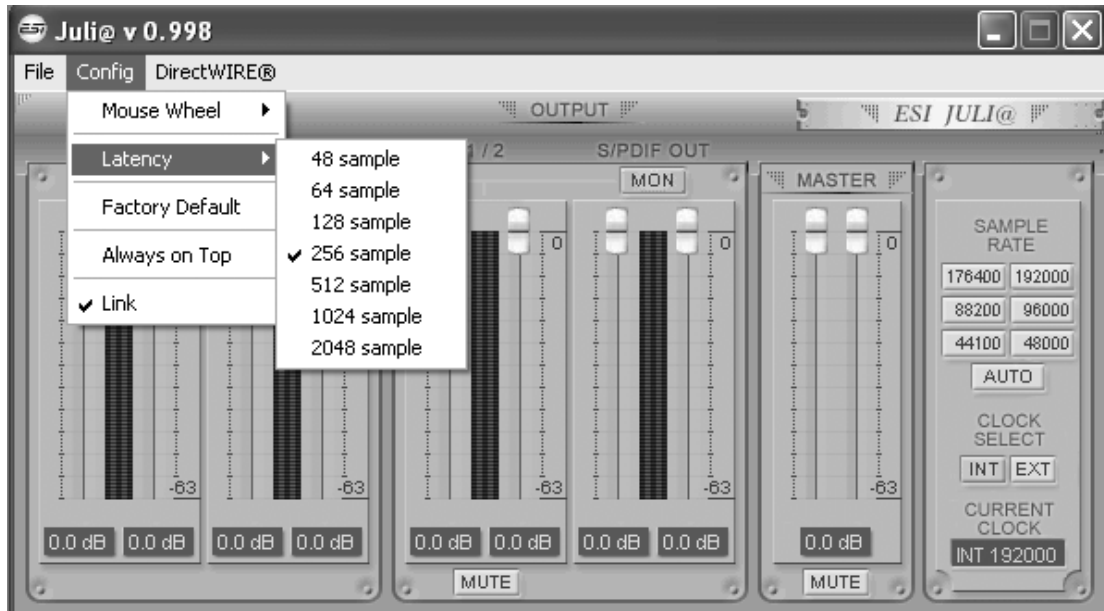 ESI Juli@ v 0.998
File Config DirectWIRE®
Mouse Wheel
Latency
Factory Default
Always on Top
✔ Link
48 sample
64 sample
128 sample
✔ 256 sample
512 sample
1024 sample
2048 sample
OUTPUT
ESI JULI@
1 / 2 S/PDIF OUT
MON
MASTER
0 0 0
-63 -63 -63 -63 -63
0.0 dB 0.0 dB 0.0 dB 0.0 dB 0.0 dB 0.0 dB 0.0 dB 0.0 dB 0.0 dB
MUTE MUTE
SAMPLE
RATE
176400 192000
88200 96000
44100 48000
AUTO
CLOCK
SELECT
INT EXT
CURRENT
CLOCK
INT 192000